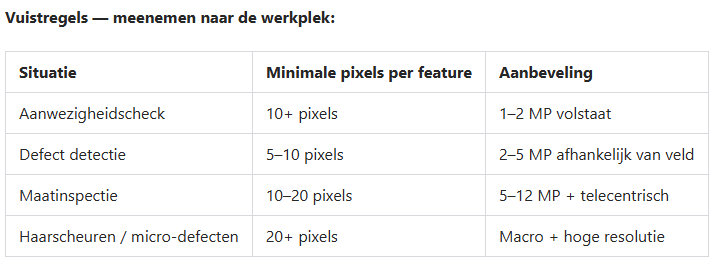 Vuistregels — meenemen naar de werkplek:
Situatie Minimale pixels per feature Aanbeveling
Aanwezigheidscheck 10+ pixels 1–2 MP volstaat
Defect detectie 5–10 pixels 2–5 MP afhankelijk van veld
Maatinspectie 10–20 pixels 5–12 MP + telecentrisch
Haarscheuren / micro-defecten 20+ pixels Macro + hoge resolutie